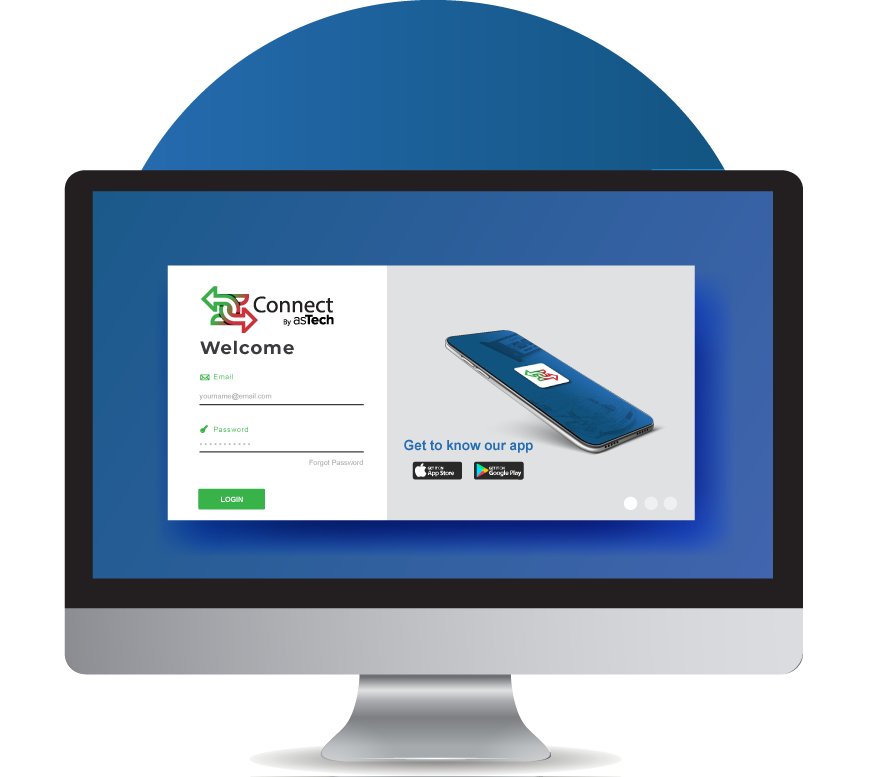 Connect
By asTech
Welcome
Email
yourname@email.com
Password
Forgot Password
LOGIN
Get to know our app
GET IT ON
App Store
GET IT ON
Google Play